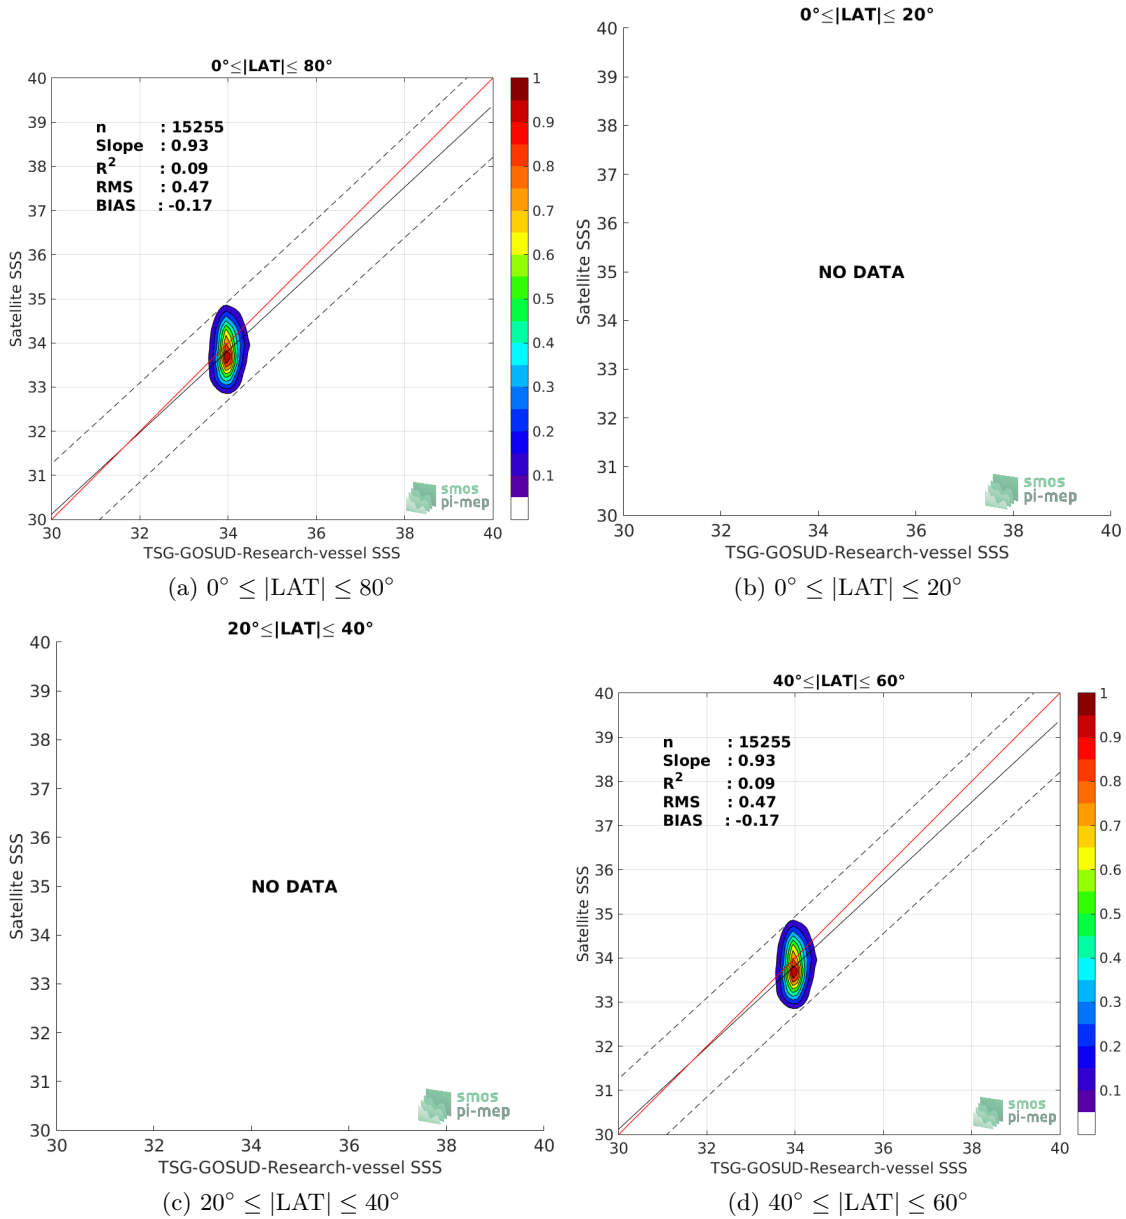 0°≤|LAT|≤ 80°
40
39
38
37
36
35
34
33
32
31
30
Satellite SSS
n : 15255
Slope : 0.93
R2 : 0.09
RMS : 0.47
BIAS : -0.17
1
0.9
0.8
0.7
0.6
0.5
0.4
0.3
0.2
0.1
smos
pi-mep
30 32 34 36 38 40
TSG-GOSUD-Research-vessel SSS
(a) 0° ≤ |LAT| ≤ 80°
0°≤|LAT|≤ 20°
40
39
38
37
36
35
34
33
32
31
30
Satellite SSS
NO DATA
smos
pi-mep
30 32 34 36 38 40
TSG-GOSUD-Research-vessel SSS
(b) 0° ≤ |LAT| ≤ 20°
20°≤|LAT|≤ 40°
40
39
38
37
36
35
34
33
32
31
30
Satellite SSS
NO DATA
smos
pi-mep
30 32 34 36 38 40
TSG-GOSUD-Research-vessel SSS
(c) 20° ≤ |LAT| ≤ 40°
40°≤|LAT|≤ 60°
40
39
38
37
36
35
34
33
32
31
30
Satellite SSS
n : 15255
Slope : 0.93
R2 : 0.09
RMS : 0.47
BIAS : -0.17
1
0.9
0.8
0.7
0.6
0.5
0.4
0.3
0.2
0.1
smos
pi-mep
30 32 34 36 38 40
TSG-GOSUD-Research-vessel SSS
(d) 40° ≤ |LAT| ≤ 60°